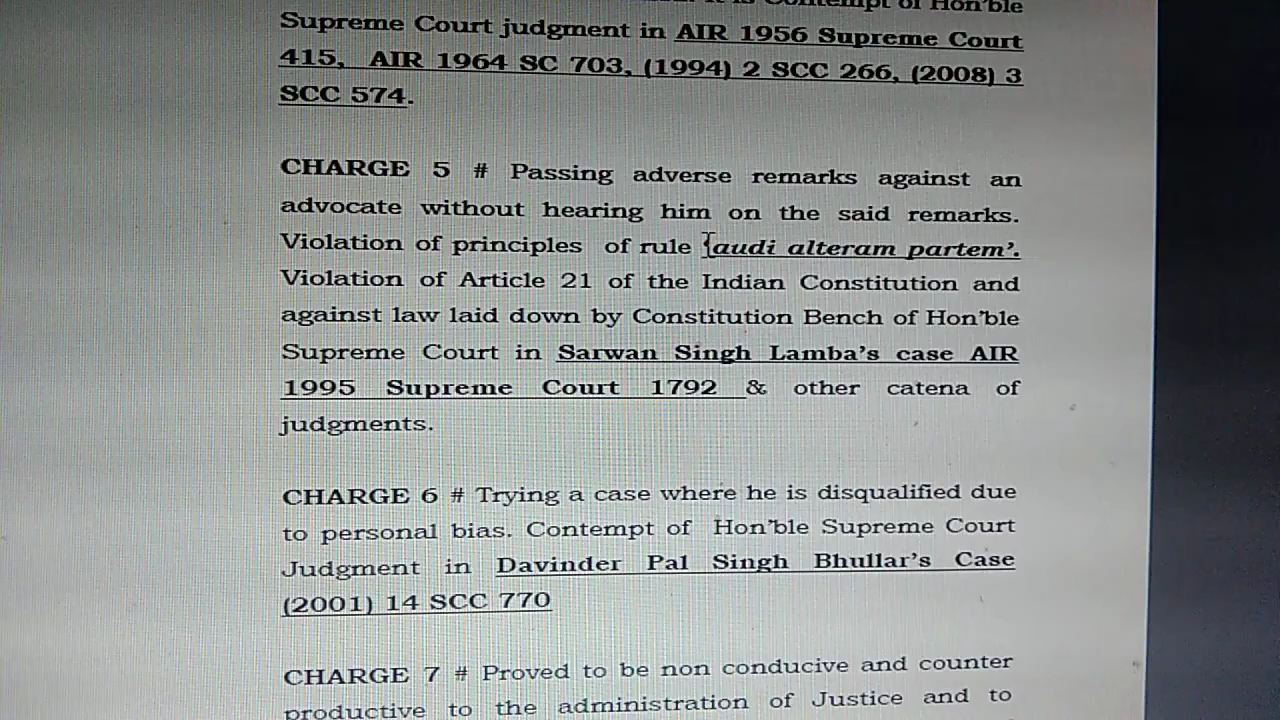 Contempt of Hon'ble
Supreme Court judgment in AIR 1956 Supreme Court
415, AIR 1964 SC 703, (1994) 2 SCC 266, (2008) 3
SCC 574.
CHARGE 5 # Passing adverse remarks against an
advocate without hearing him on the said remarks.
Violation of principles of rule 'audi alteram partem'.
Violation of Article 21 of the Indian Constitution and
against law laid down by Constitution Bench of Hon'ble
Supreme Court in Sarwan Singh Lamba's case AIR
1995 Supreme Court 1792 & other catena of
judgments.
CHARGE 6 # Trying a case where he is disqualified due
to personal bias. Contempt of Hon'ble Supreme Court
Judgment in Davinder Pal Singh Bhullar's Case
(2001) 14 SCC 770
CHARGE 7 # Proved to be non conducive and counter
productive to the administration of Justice and to